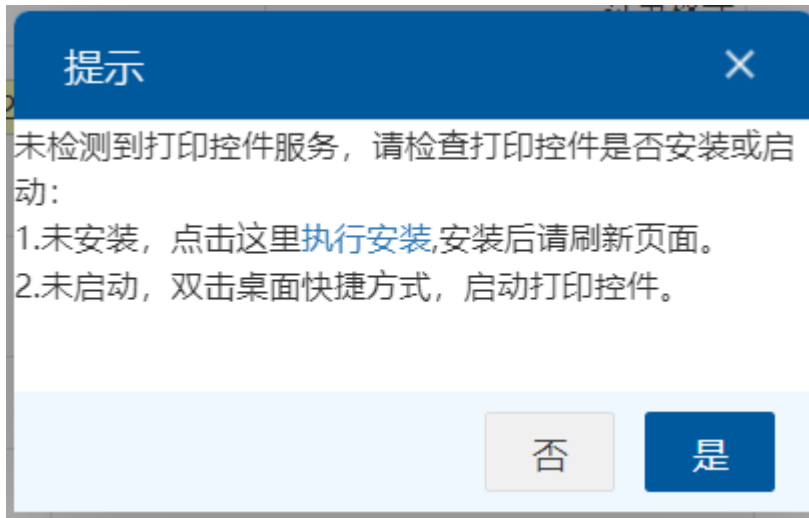 提示
未检测到打印控件服务，请检查打印控件是否安装或启
动：
1.未安装，点击这里执行安装,安装后请刷新页面。
2.未启动，双击桌面快捷方式，启动打印控件。
否
是